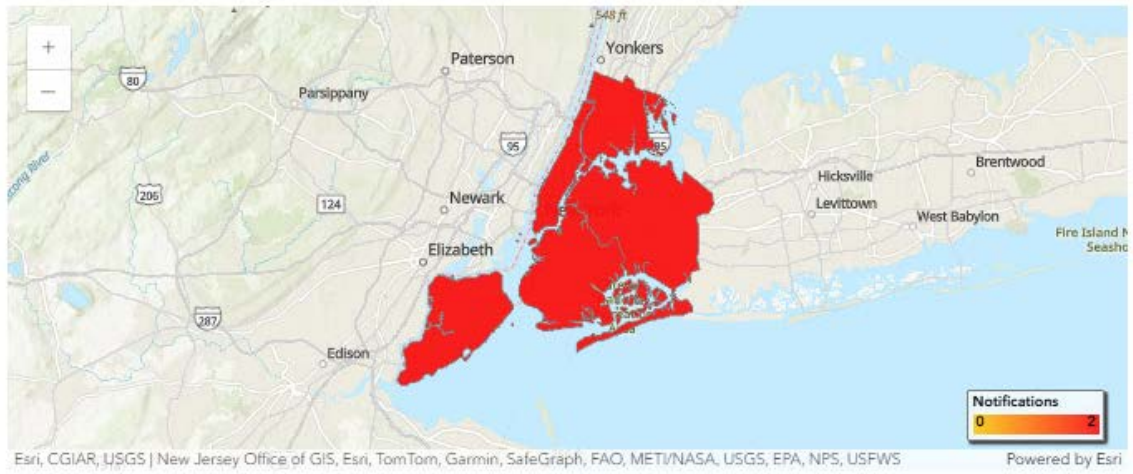 548 ft
+
Yonkers
Paterson
80
Parsippany
95
95
Brentwood
Hicksville
206
124
Newark
Levittown
West Babylon
Elizabeth
Fire Island N
Seasho
287
Edison
Notifications
0 2
Esri, CGIAR, USGS | New Jersey Office of GIS, Esri, TomTom, Garmin, SafeGraph, FAO, METI/NASA, USGS, EPA, NPS, USFWS
Powered by Esri